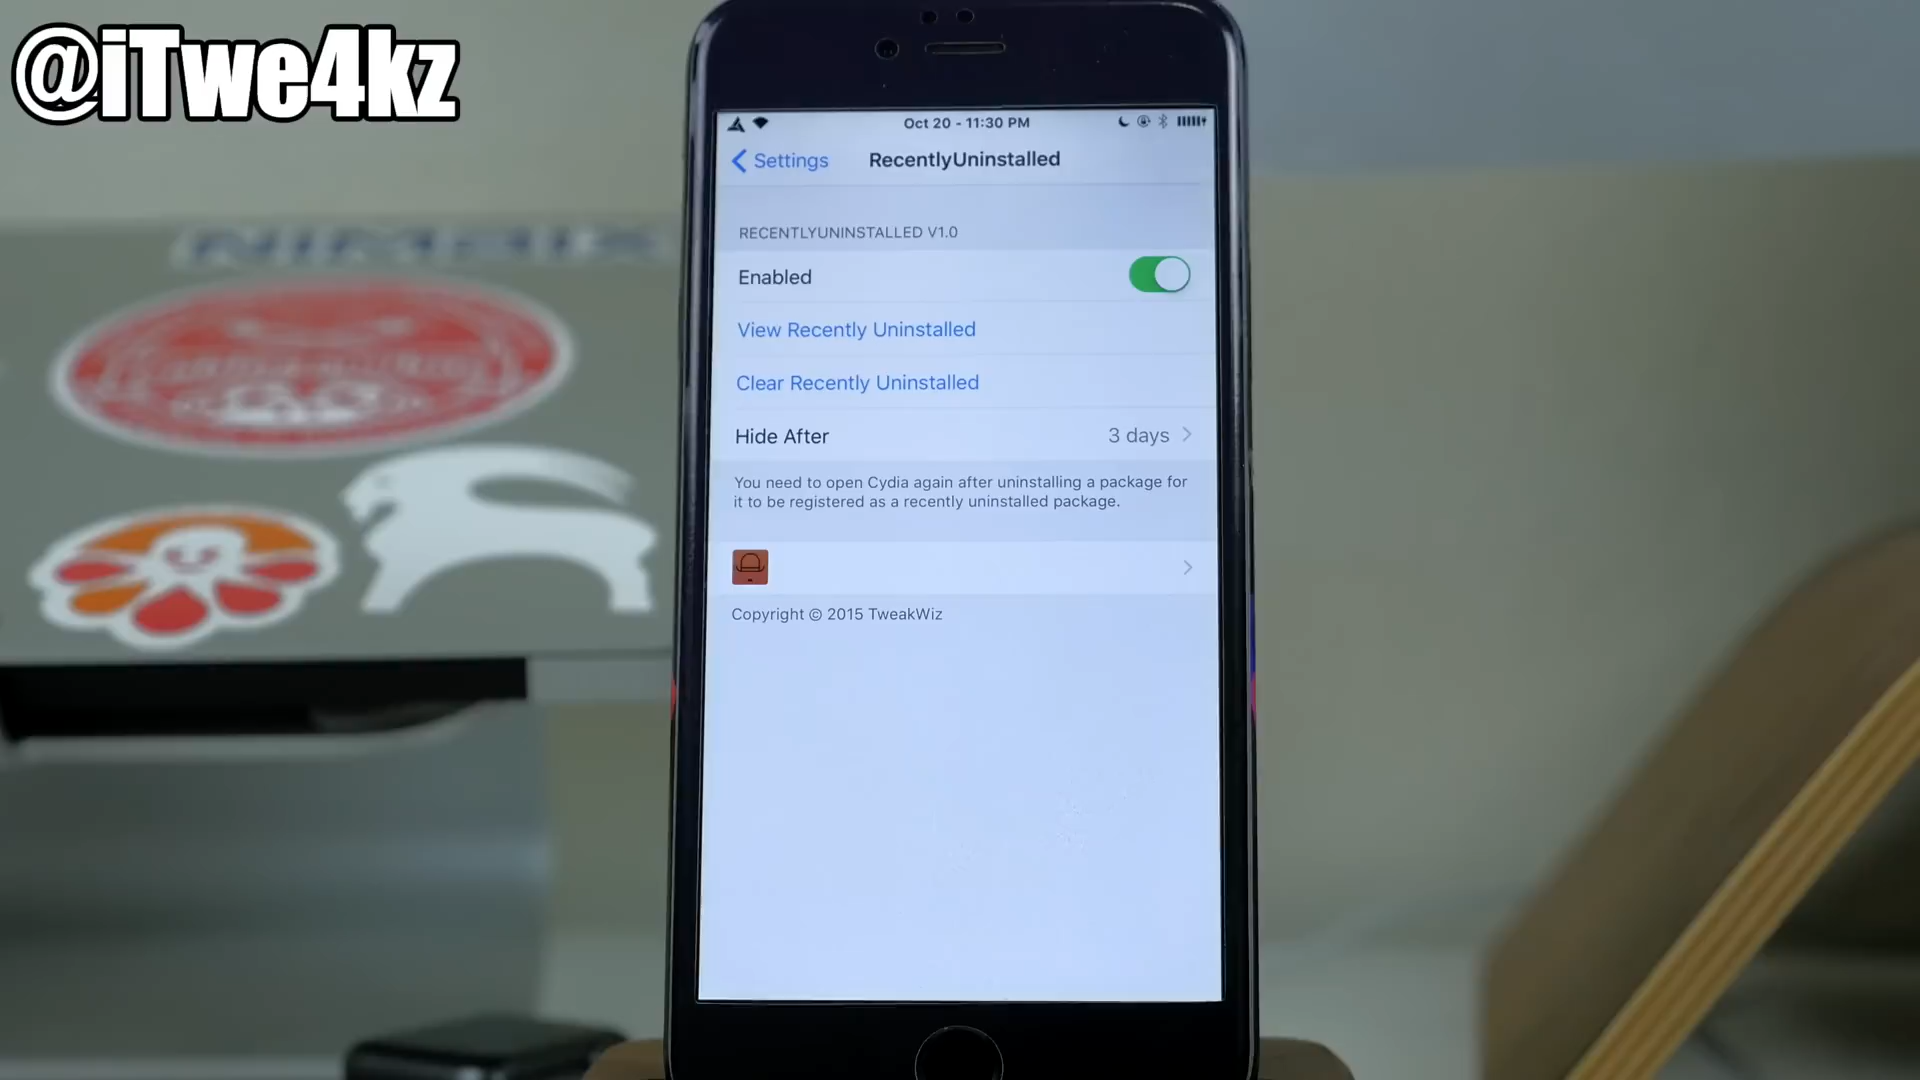 @iTwe4kz
Oct 20 - 11:30 PM
Settings
RecentlyUninstalled
RECENTLYUNINSTALLED V1.0
Enabled
View Recently Uninstalled
Clear Recently Uninstalled
Hide After
3 days
You need to open Cydia again after uninstalling a package for
it to be registered as a recently uninstalled package.
Copyright © 2015 TweakWiz